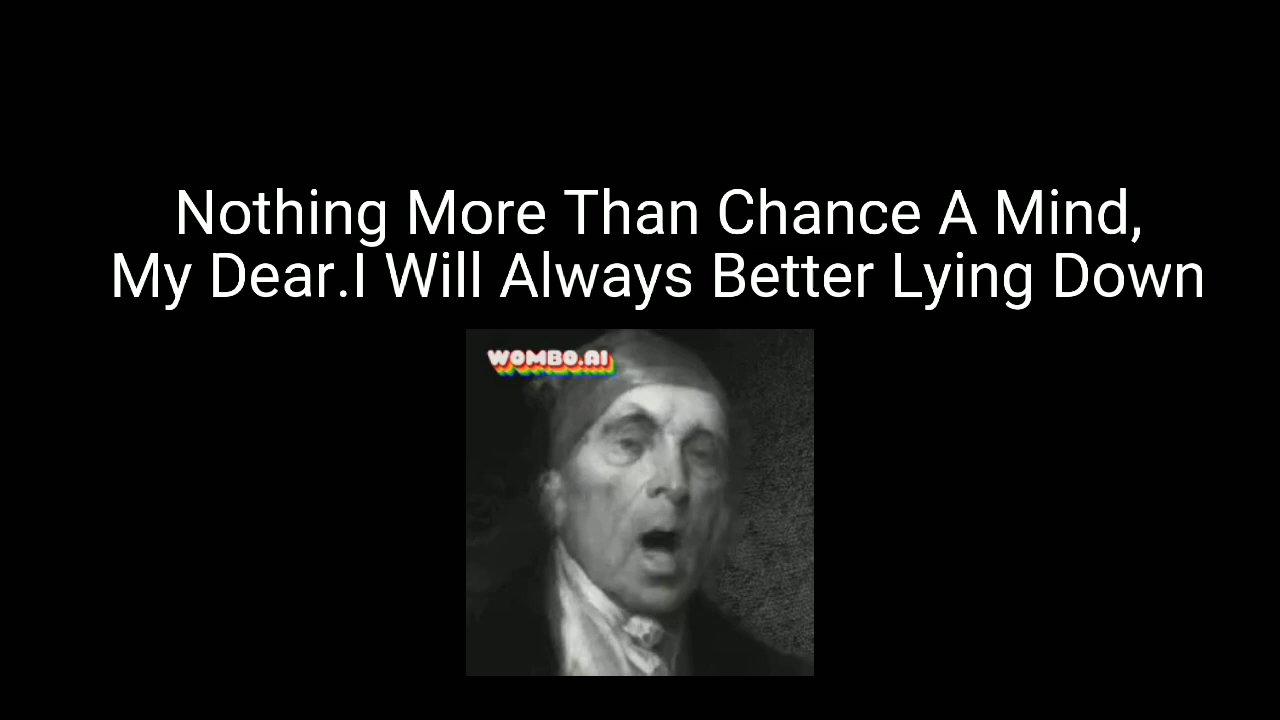 Nothing More Than Chance A Mind,
My Dear.I Will Always Better Lying Down
WOMBO.AI